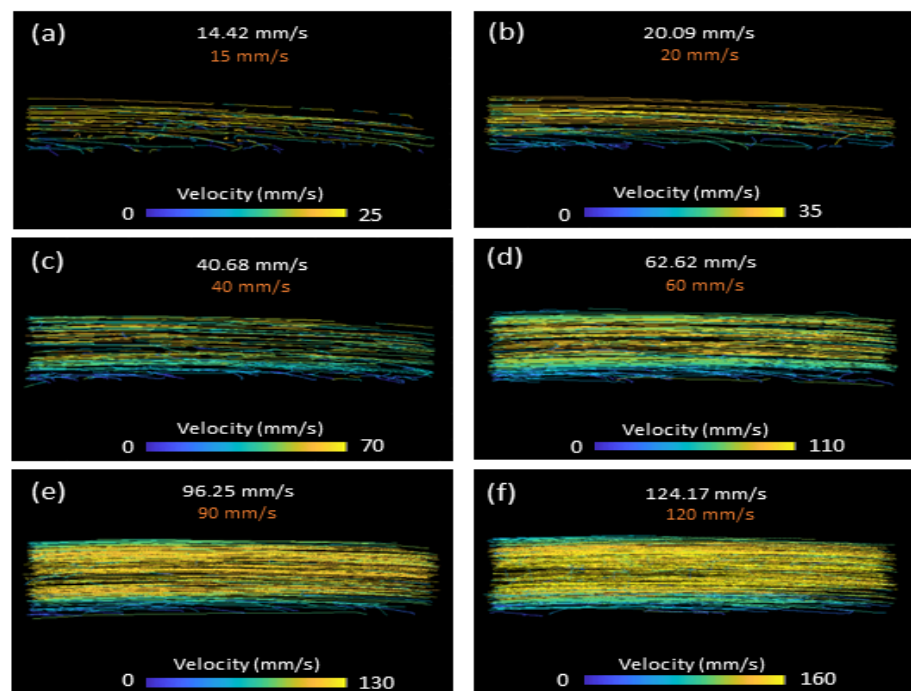 (a)
14.42 mm/s
15 mm/s
Velocity (mm/s)
0
25
(b)
20.09 mm/s
20 mm/s
Velocity (mm/s)
0
35
(c)
40.68 mm/s
40 mm/s
Velocity (mm/s)
0
70
(d)
62.62 mm/s
60 mm/s
Velocity (mm/s)
0
110
(e)
96.25 mm/s
90 mm/s
Velocity (mm/s)
0
130
(f)
124.17 mm/s
120 mm/s
Velocity (mm/s)
0
160